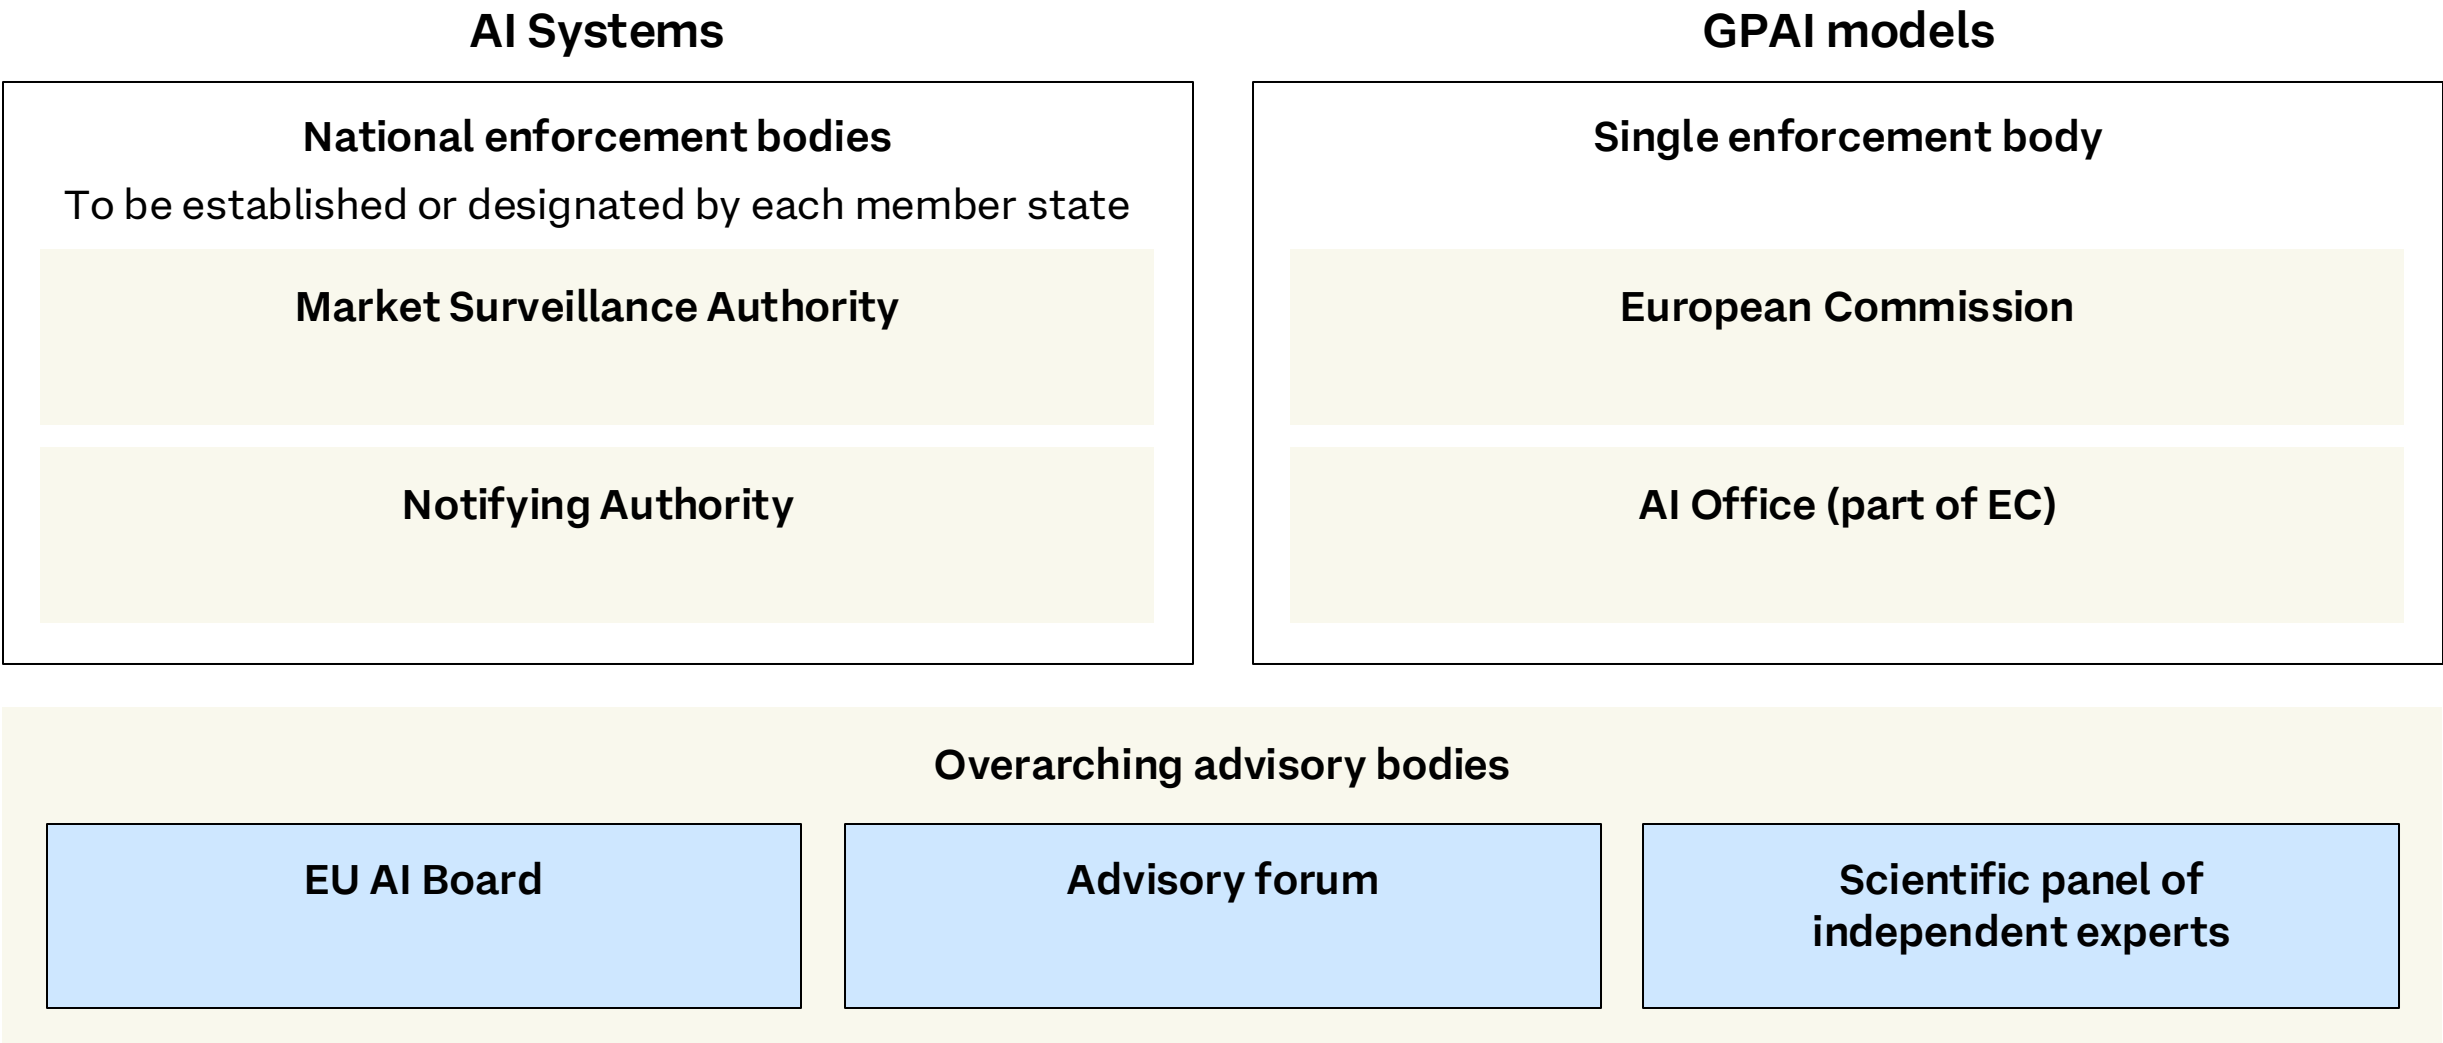 AI Systems
GPAI models
National enforcement bodies
To be established or designated by each member state
Market Surveillance Authority
Notifying Authority
Single enforcement body
European Commission
AI Office (part of EC)
Overarching advisory bodies
EU AI Board
Advisory forum
Scientific panel of
independent experts